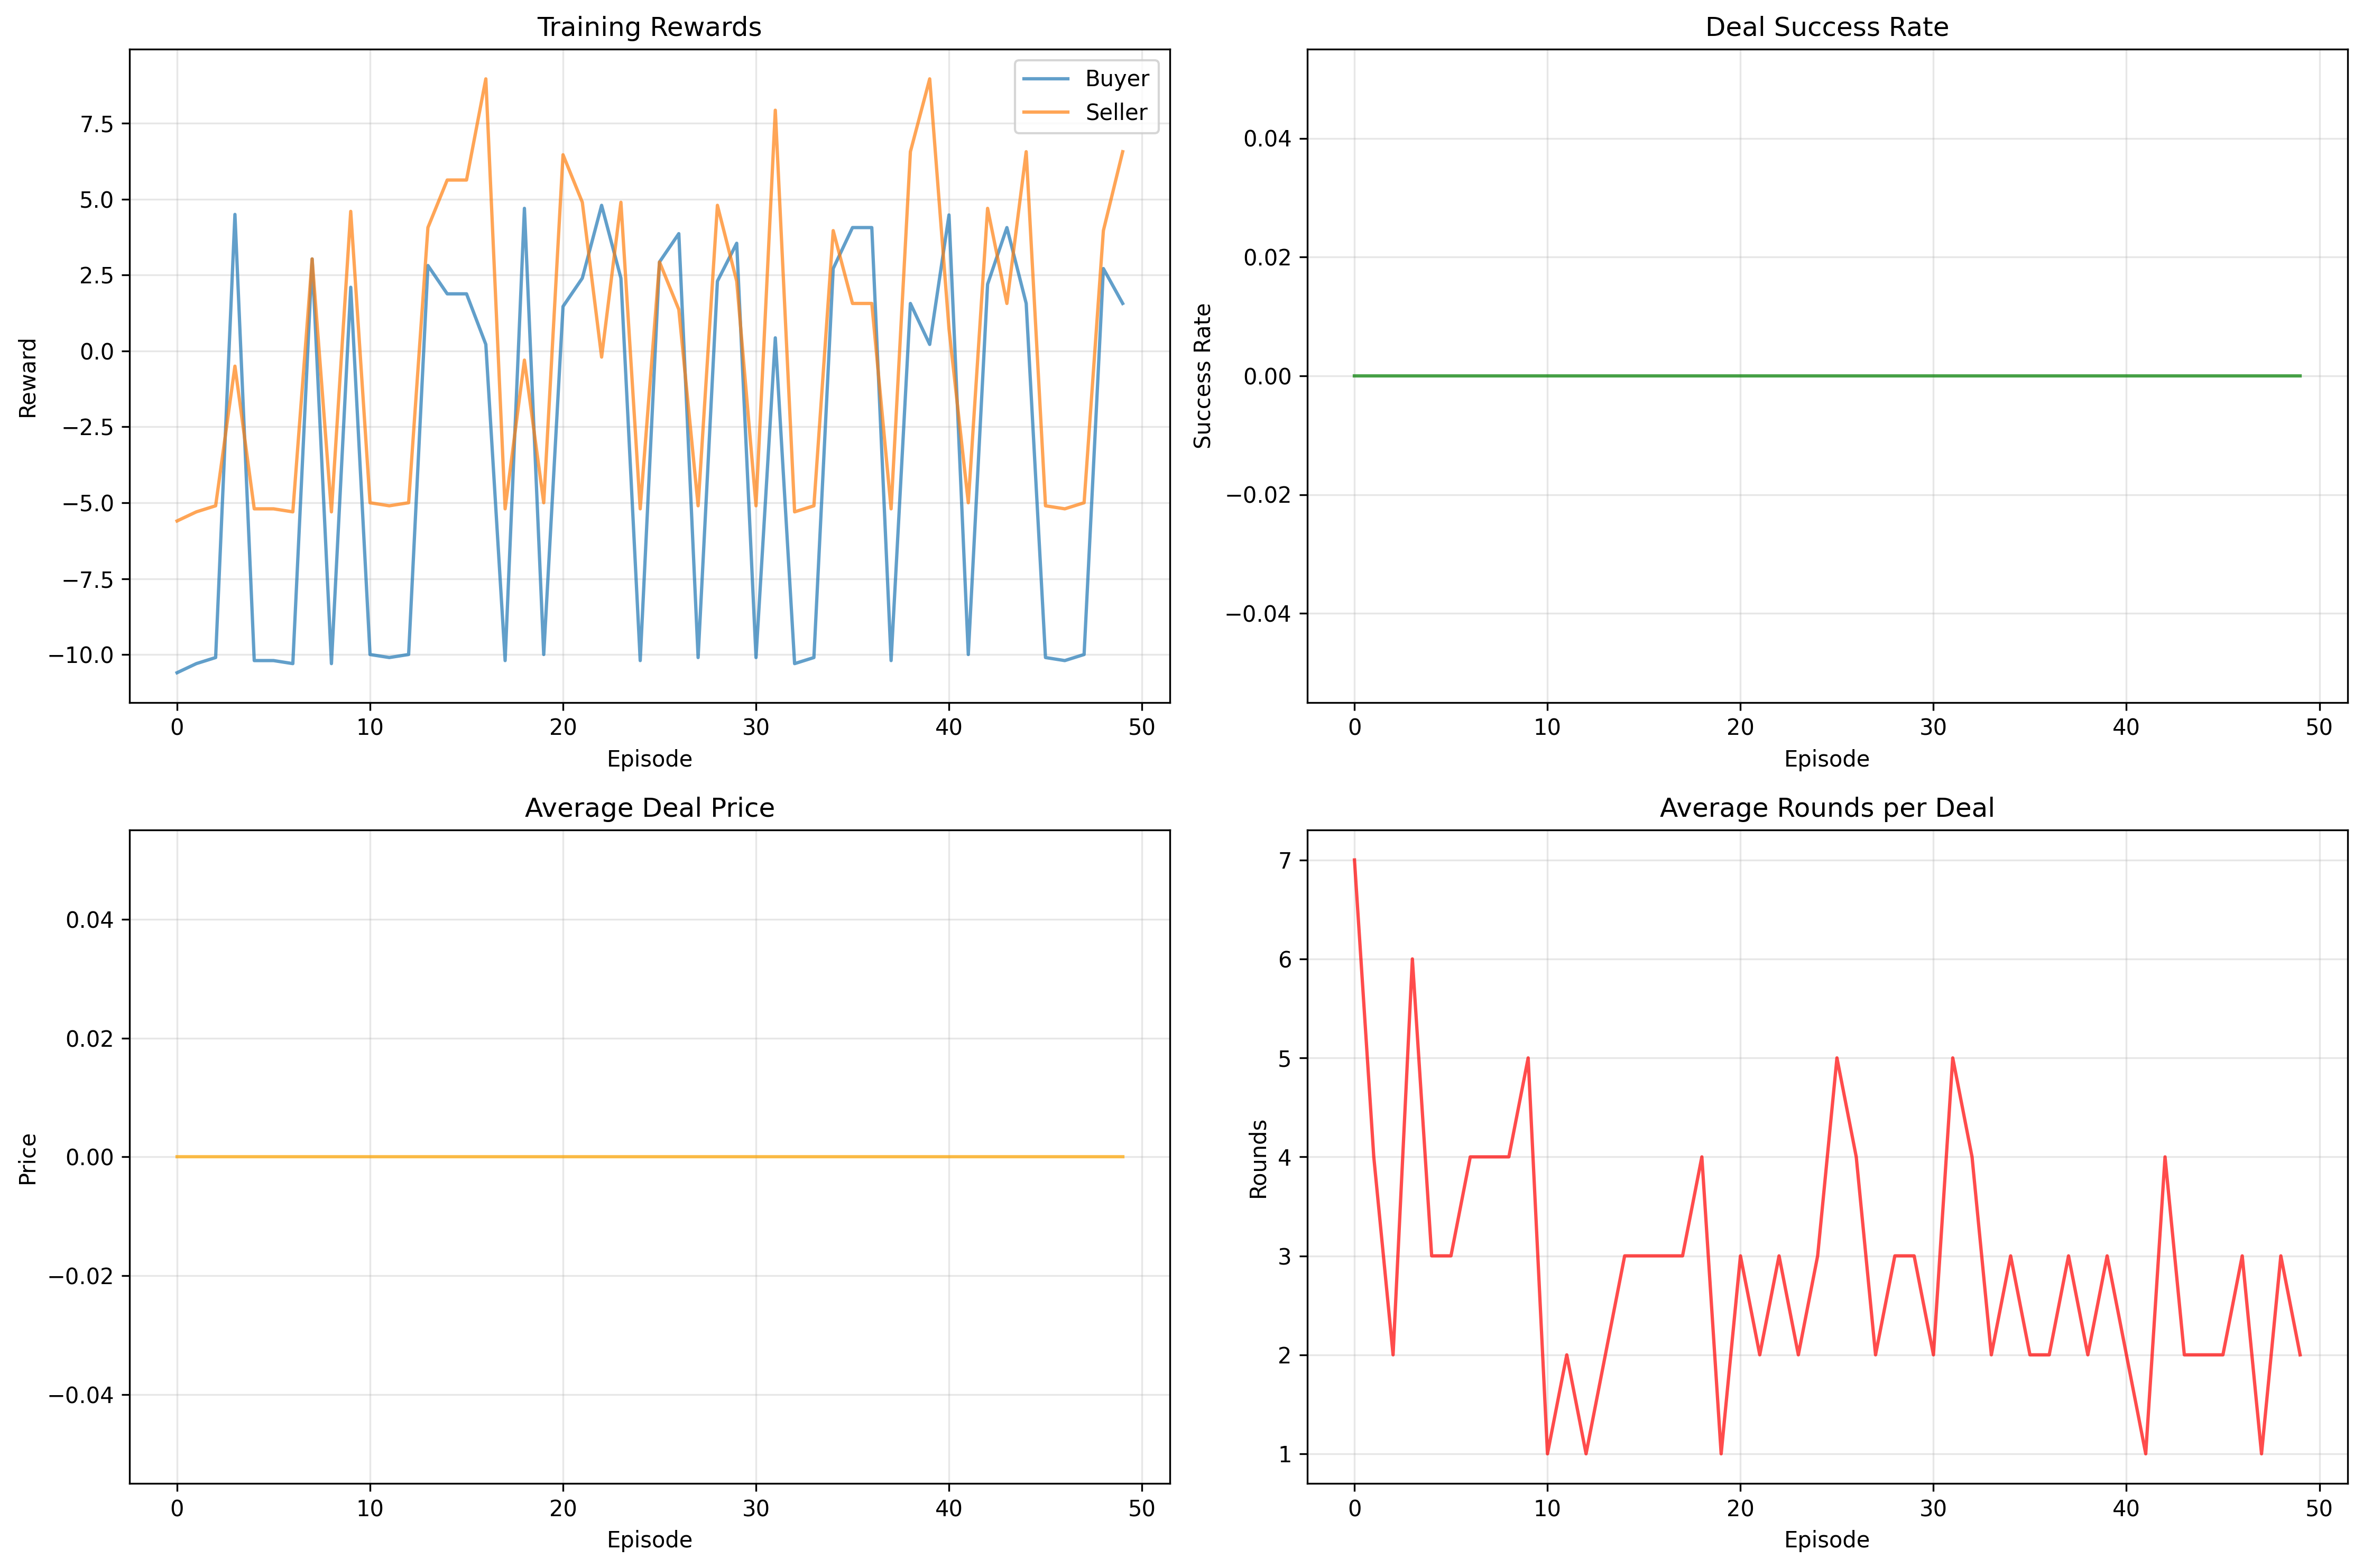 Training Rewards
Buyer
Seller
7.5
5.0
2.5
0.0
−2.5
−5.0
−7.5
−10.0
Reward
0 10 20 30 40 50
Episode
Deal Success Rate
0.04
0.02
0.00
−0.02
−0.04
Success Rate
0 10 20 30 40 50
Episode
Average Deal Price
0.04
0.02
0.00
−0.02
−0.04
Price
0 10 20 30 40 50
Episode
Average Rounds per Deal
7
6
5
4
3
2
1
Rounds
0 10 20 30 40 50
Episode